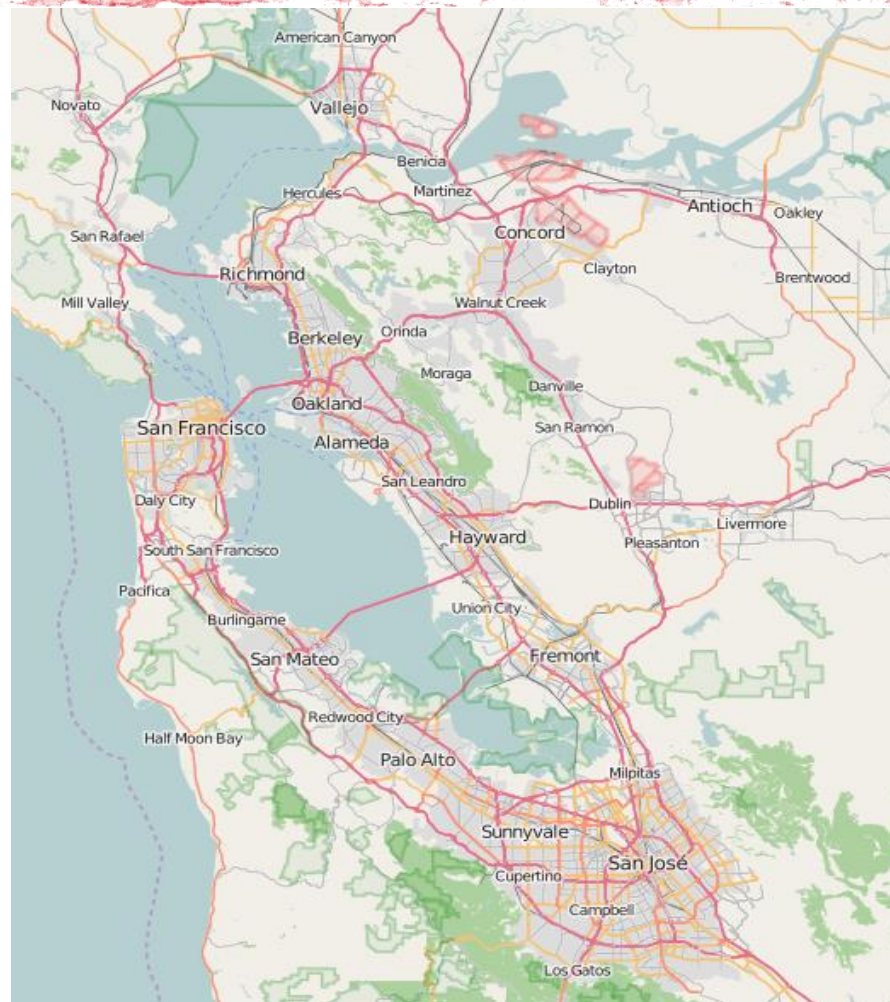 American Canyon
Novato
Vallejo
Benicia
Hercules
Martinez
Antioch
Oakley
San Rafael
Concord
Richmond
Clayton
Brentwood
Mill Valley
Walnut Creek
Berkeley
Orinda
Moraga
Danville
Oakland
San Francisco
San Ramon
Alameda
San Leandro
Daly City
Dublin
Livermore
Hayward
Pleasanton
South San Francisco
Pacifica
Union City
Burlingame
San Mateo
Fremont
Redwood City
Half Moon Bay
Palo Alto
Milpitas
Sunnyvale
San José
Cupertino
Campbell
Los Gatos